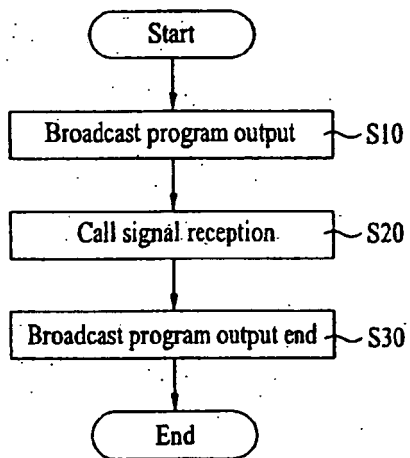 Start
Broadcast program output S10
Call signal reception S20
Broadcast program output end S30
End